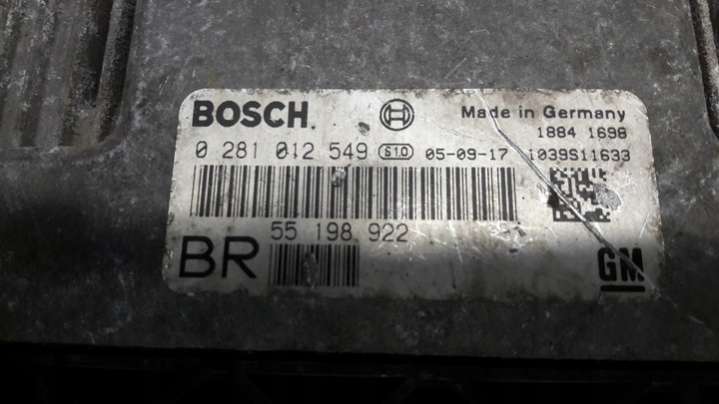 BOSCH Made in Germany
1884 1698
0 281 012 549 S10 05-09-17 1039S11633
55 198 922
BR GM